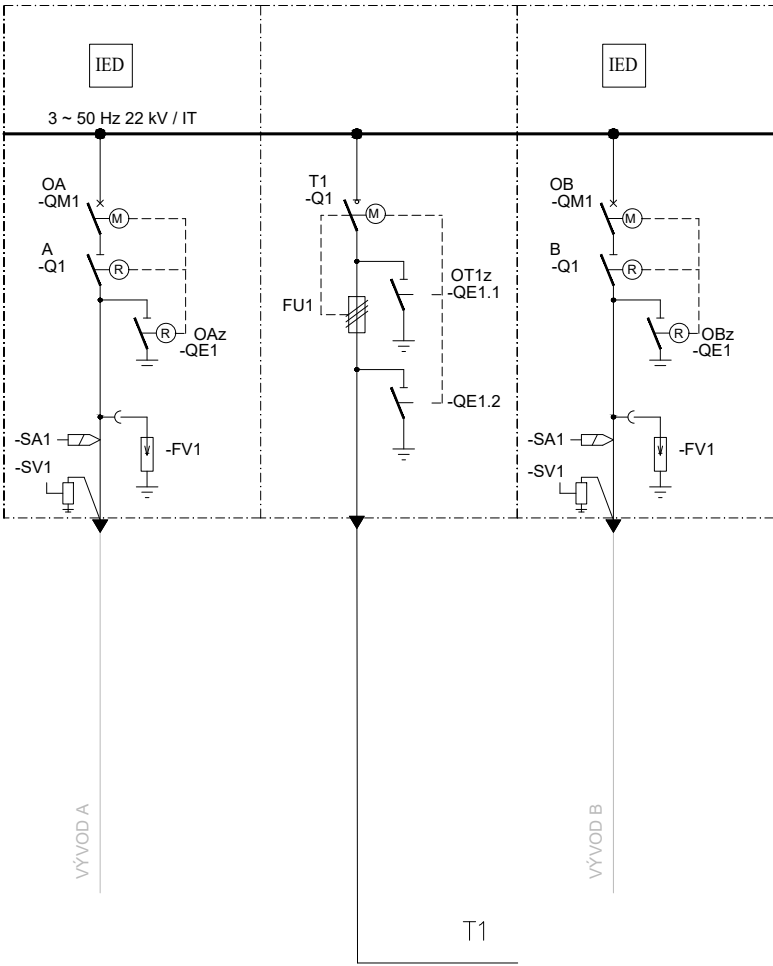 IED
IED
3 ~ 50 Hz 22 kV / IT
OA
-QM1
M
A
-Q1
R
R
OAz
-QE1
-SA1
-FV1
-SV1
T1
-Q1
M
FU1
OT1z
-QE1.1
-QE1.2
OB
-QM1
M
B
-Q1
R
R
OBz
-QE1
-SA1
-FV1
-SV1
VÝVOD A
VÝVOD B
T1